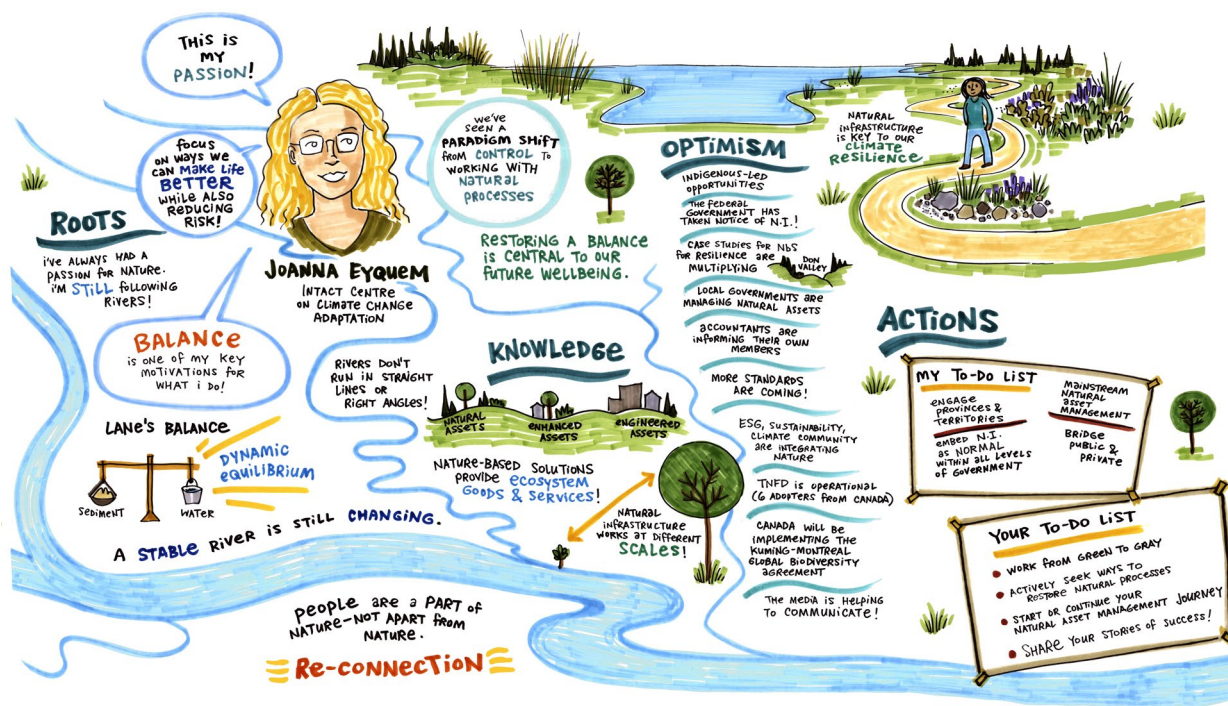 THIS IS
MY
PASSION!
FOCUS
ON WAYS WE
CAN MAKE LIFE
BETTER
WHILE ALSO
REDUCING
RISK!
ROOTS
I'VE ALWAYS HAD A
PASSION FOR NATURE.
I'M STILL FOLLOWING
RIVERS!
JOANNA EYQUEM
INTACT CENTRE
ON CLIMATE CHANGE
ADAPTATION
BALANCE
IS ONE OF MY KEY
MOTIVATIONS FOR
WHAT I DO!
LANE'S BALANCE
DYNAMIC
EQUILIBRIUM
SEDIMENT
WATER
A STABLE RIVER IS STILL CHANGING.
PEOPLE ARE A PART OF
NATURE-NOT APART FROM
NATURE.
RE-CONNECTION
WE'VE
SEEN A
PARADIGM SHIFT
FROM CONTROL TO
WORKING WITH
NATURAL
PROCESSES
RESTORING A BALANCE
IS CENTRAL TO OUR
FUTURE WELLBEING.
RIVERS DON'T
RUN IN STRAIGHT
LINES OR
RIGHT ANGLES!
KNOWLEDGE
NATURAL
ASSETS
ENHANCED
ASSETS
ENGINEERED
ASSETS
NATURE-BASED SOLUTIONS
PROVIDE ECOSYSTEM
GOODS & SERVICES!
NATURAL
INFRASTRUCTURE
WORKS AT DIFFERENT
SCALES!
OPTIMISM
INDIGENOUS-LED
OPPORTUNITIES
THE FEDERAL
GOVERNMENT HAS
TAKEN NOTICE OF N.I.!
CASE STUDIES FOR NbS
FOR RESILIENCE ARE
MULTIPLYING
DON
VALLEY
LOCAL GOVERNMENTS ARE
MANAGING NATURAL ASSETS
ACCOUNTANTS ARE
INFORMING THEIR OWN
MEMBERS
MORE STANDARDS
ARE COMING!
ESG, SUSTAINABILITY,
CLIMATE COMMUNITY
ARE INTEGRATING
NATURE
TNFD IS OPERATIONAL
(6 ADOPTERS FROM CANADA)
CANADA WILL BE
IMPLEMENTING THE
KUMING-MONTREAL
GLOBAL BIODIVERSITY
AGREEMENT
THE MEDIA IS HELPING
TO COMMUNICATE!
NATURAL
INFRASTRUCTURE
IS KEY TO OUR
CLIMATE
RESILIENCE
ACTIONS
MY TO-DO LIST
ENGAGE
PROVINCES &
TERRITORIES
EMBED N.I.
AS NORMAL
WITHIN ALL LEVELS
OF GOVERNMENT
MAINSTREAM
NATURAL
ASSET
MANAGEMENT
BRIDGE
PUBLIC &
PRIVATE
YOUR TO-DO LIST
• WORK FROM GREEN TO GRAY
• ACTIVELY SEEK WAYS TO
RESTORE NATURAL PROCESSES
• START OR CONTINUE YOUR
NATURAL ASSET MANAGEMENT JOURNEY
• SHARE YOUR STORIES OF SUCCESS!